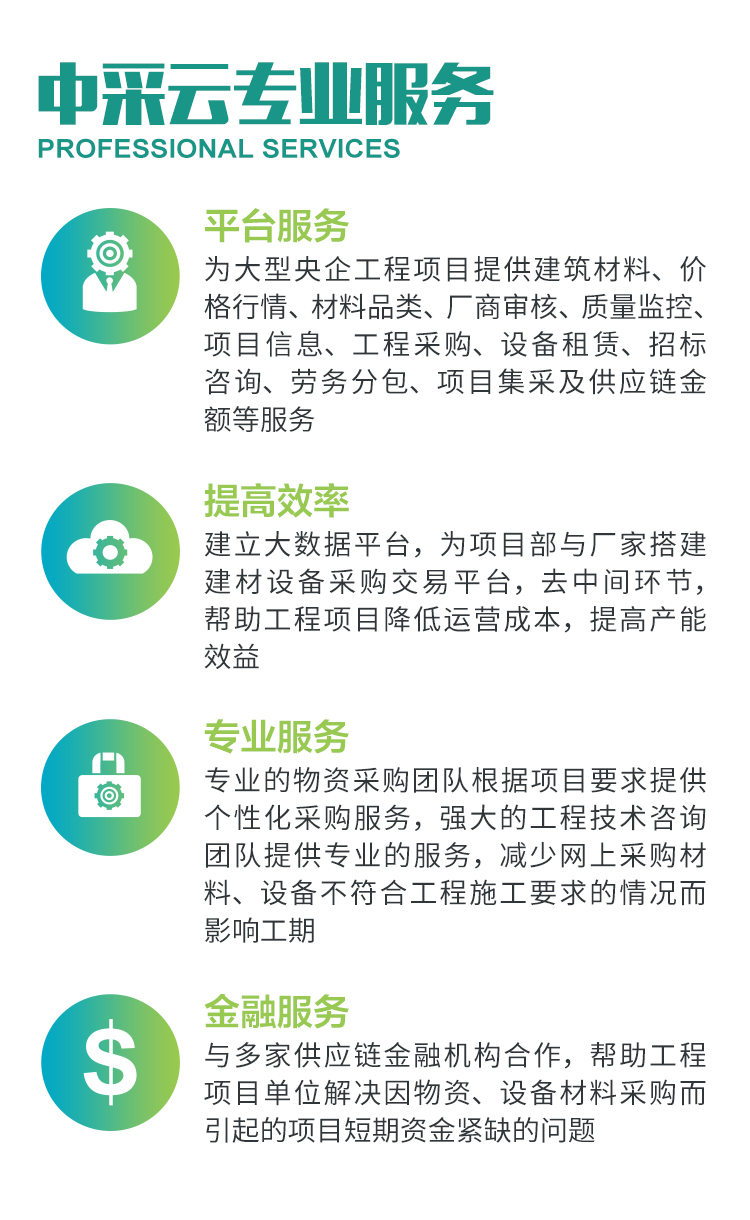 中采云专业服务
PROFESSIONAL SERVICES
平台服务
为大型央企工程项目提供建筑材料、价
格行情、材料品类、厂商审核、质量监控、
项目信息、工程采购、设备租赁、招标
咨询、劳务分包、项目集采及供应链金
额等服务
提高效率
建立大数据平台，为项目部与厂家搭建
建材设备采购交易平台，去中间环节，
帮助工程项目降低运营成本，提高产能
效益
专业服务
专业的物资采购团队根据项目要求提供
个性化采购服务，强大的工程技术咨询
团队提供专业的服务，减少网上采购材
料、设备不符合工程施工要求的情况而
影响工期
$
金融服务
与多家供应链金融机构合作，帮助工程
项目单位解决因物资、设备材料采购而
引起的项目短期资金紧缺的问题